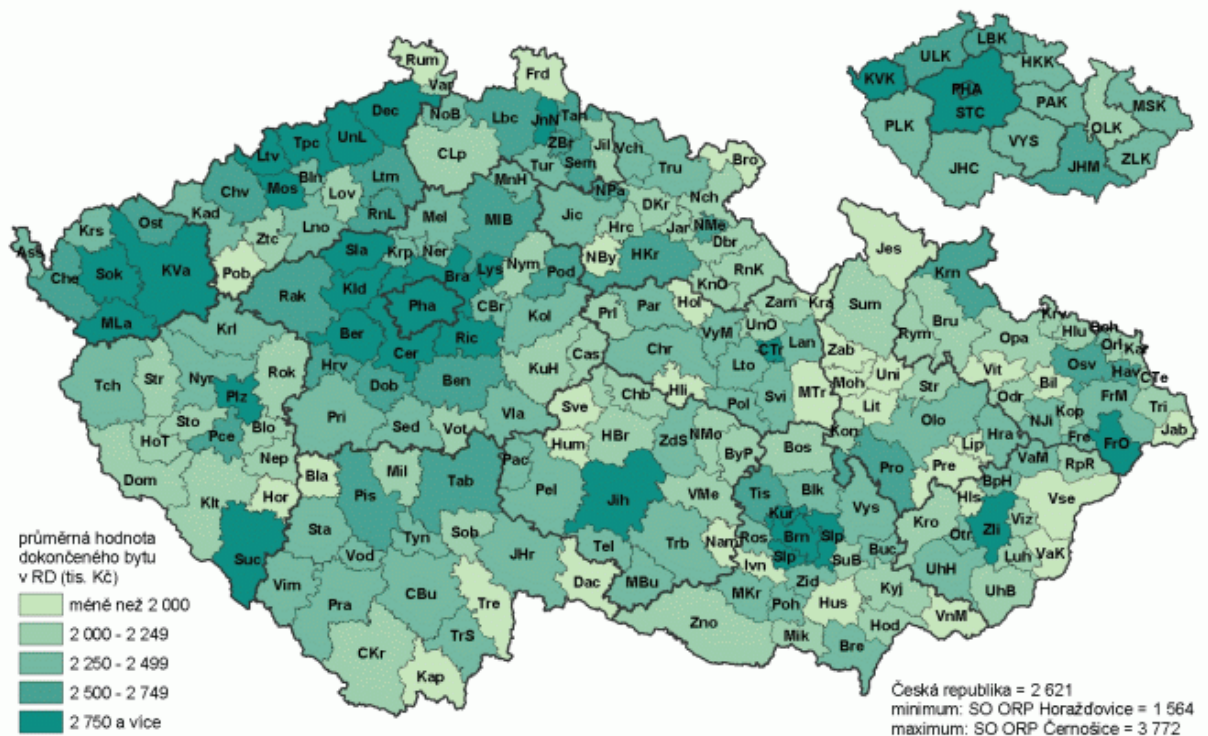 Rum
Frd
Var
Dec
NoB
Lbc
JnN
Tan
UnL
Tpc
Ltv
CLp
ZBr
Jil
Vch
Bro
Tur
Sem
Tru
Mos
Bln
Ltm
MnH
NPa
Chv
Lov
RnL
Mel
MlB
Jic
DKr
Nch
Kad
Lno
Hrc
Jar
NMe
Ost
Krs
Ztc
Sla
Krp
Ner
Dbr
Ass
NBy
HKr
Jes
Che
Sok
KVa
Pob
Bra
Lys
Nym
Pod
RnK
Krn
Rak
Kld
Pha
CBr
KnO
MLa
Kol
Prl
Par
Hol
Zam
Kra
Sum
Krl
Ber
Ric
UnO
Rym
Bru
Opa
Krv
Hlu
Boh
Orl
Kar
Cer
VyM
Chr
CTr
Lan
Zab
Hrv
Cas
KuH
Lto
Uni
Vit
Osv
Hav
CTe
Tch
Str
Nyr
Rok
Dob
Ben
Moh
Bil
Plz
Hli
Svi
MTr
Lit
Str
Odr
FrM
Pri
Sed
Vot
Vla
Sve
Chb
Pol
Kon
Olo
NJi
Kop
Tri
Sto
Blo
Pce
HoT
Hum
HBr
ZdS
NMo
Bos
Hra
Fre
FrO
Jab
Nep
Bla
Mil
Pac
ByP
Lip
VaM
RpR
Dom
Klt
Hor
Pis
Tab
Pel
Jih
VMe
Tis
Blk
Pro
Pre
BpH
Hls
Vse
Suc
Sta
Tyn
Sob
Kur
Vys
Kro
Zli
Viz
Vod
JHr
Tel
Trb
Nam
Ros
Brn
Slp
Otr
Luh
VaK
Vim
Ivn
Slp
SuB
Buc
UhH
Pra
CBu
Dac
MBu
MKr
Zid
UhB
Tre
Poh
Hus
Kyj
VnM
TrS
Zno
Hod
CKr
Mik
Bre
Kap
LBK
ULK
HKK
KVK
PHA
STC
PAK
MSK
OLK
PLK
VYS
ZLK
JHC
JHM
průměrná hodnota
dokončeného bytu
v RD (tis. Kč)
méně než 2 000
2 000 - 2 249
2 250 - 2 499
2 500 - 2 749
2 750 a více
Česká republika = 2 621
minimum: SO ORP Horažďovice = 1 564
maximum: SO ORP Černošice = 3 772